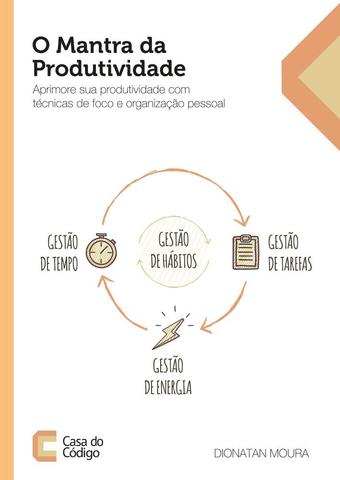 O Mantra da
Produtividade
Aprimore sua produtividade com
técnicas de foco e organização pessoal
GESTÃO
DE TEMPO
GESTÃO
DE HÁBITOS
GESTÃO
DE TAREFAS
GESTÃO
DE ENERGIA
Casa do
Código
DIONATAN MOURA